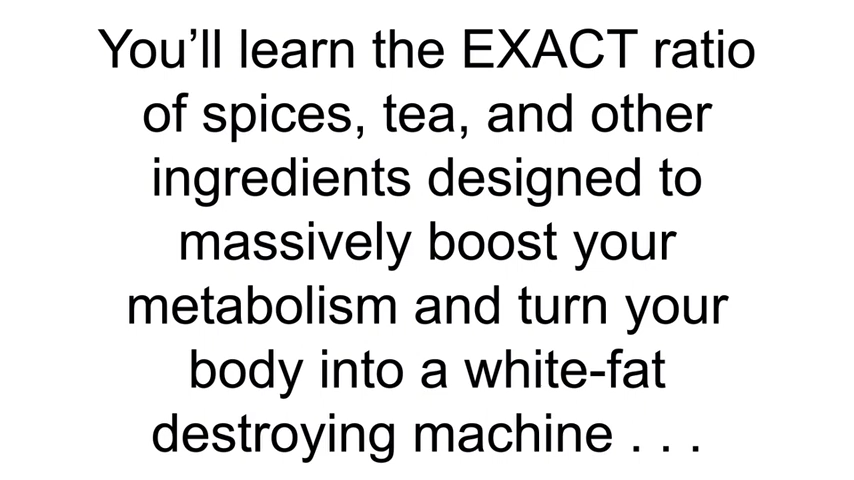 You’ll learn the EXACT ratio
of spices, tea, and other
ingredients designed to
massively boost your
metabolism and turn your
body into a white-fat
destroying machine . . .